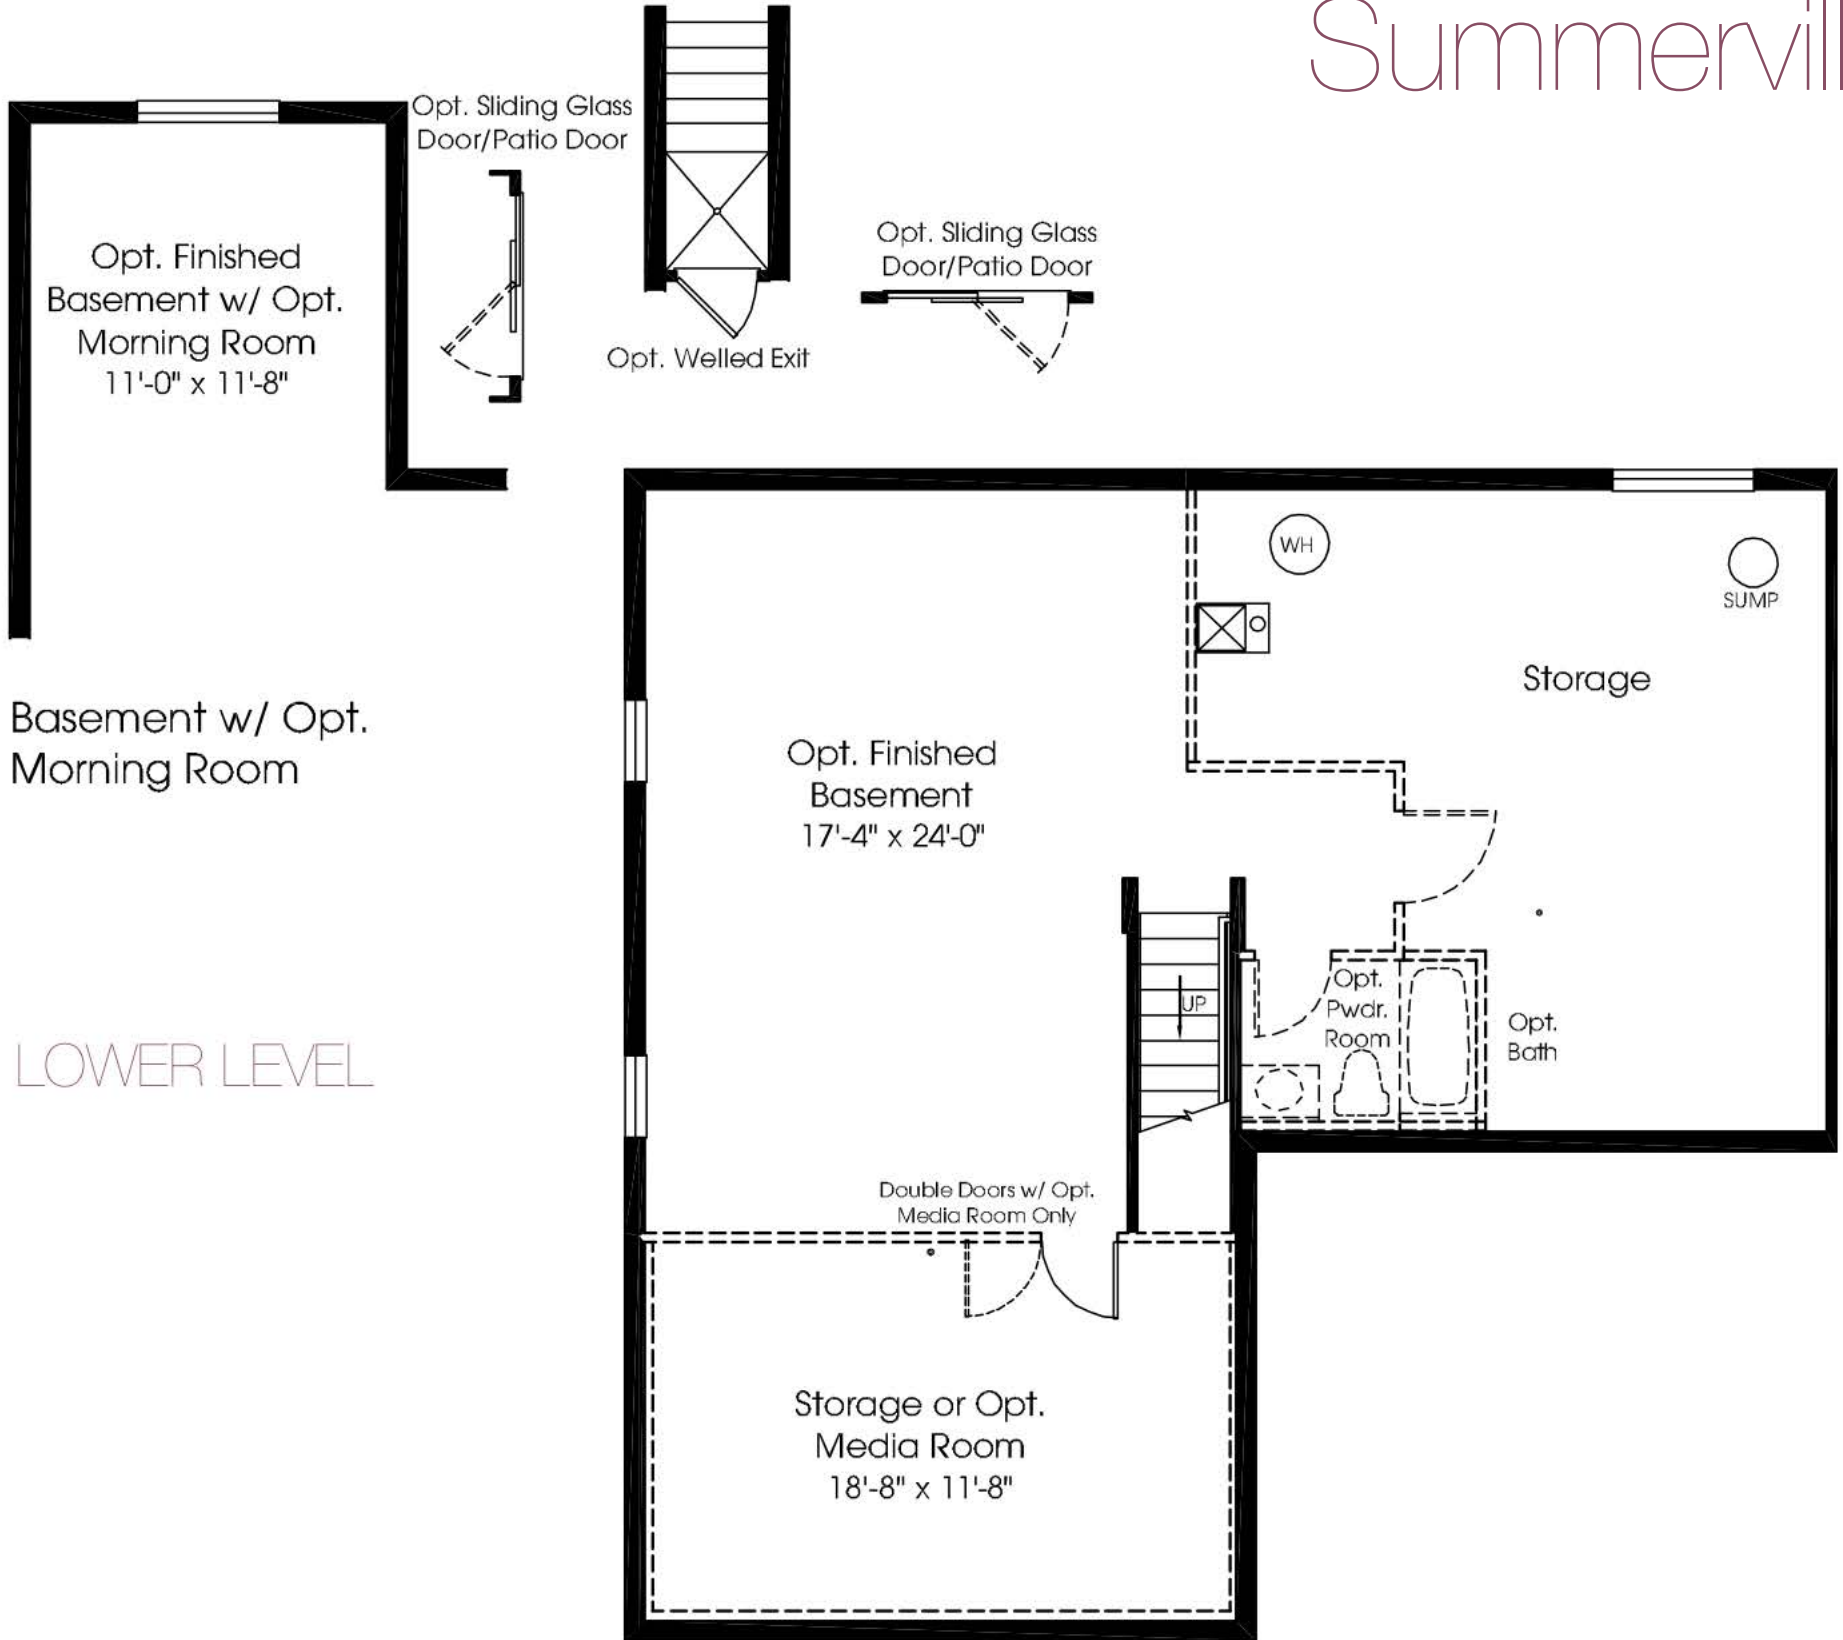 Summervill
Opt. Sliding Glass
Door/Patio Door
Opt. Finished
Basement w/ Opt.
Morning Room
11'-0" x 11'-8"
Opt. Welled Exit
Opt. Sliding Glass
Door/Patio Door
Basement w/ Opt.
Morning Room
LOWER LEVEL
WH
SUMP
Storage
Opt. Finished
Basement
17'-4" x 24'-0"
UP
Opt.
Pwdr.
Room
Opt.
Bath
Double Doors w/ Opt.
Media Room Only
Storage or Opt.
Media Room
18'-8" x 11'-8"